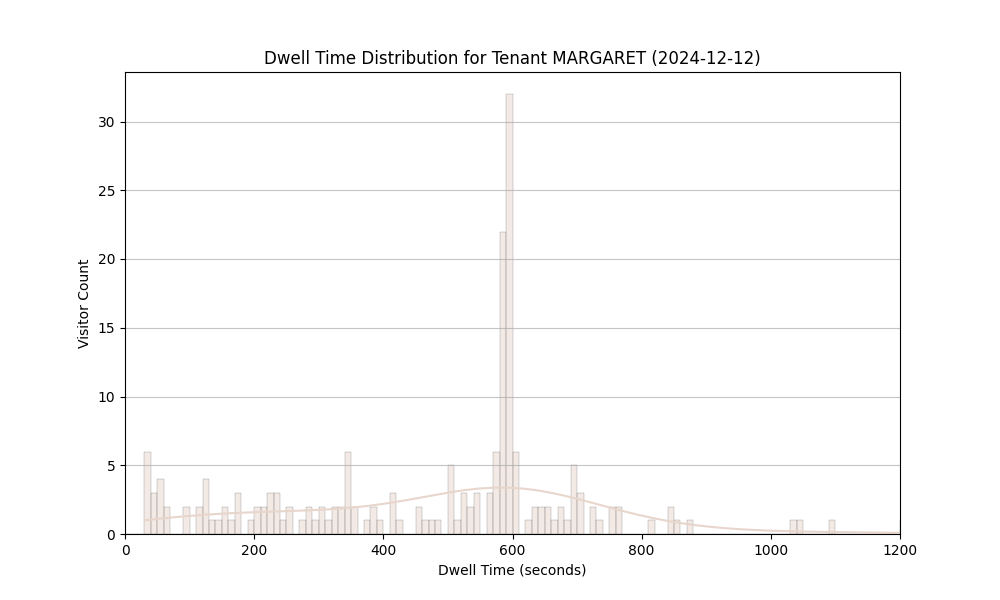 Dwell Time Distribution for Tenant MARGARET (2024-12-12)
30
25
20
15
10
5
0
Visitor Count
0 200 400 600 800 1000 1200
Dwell Time (seconds)